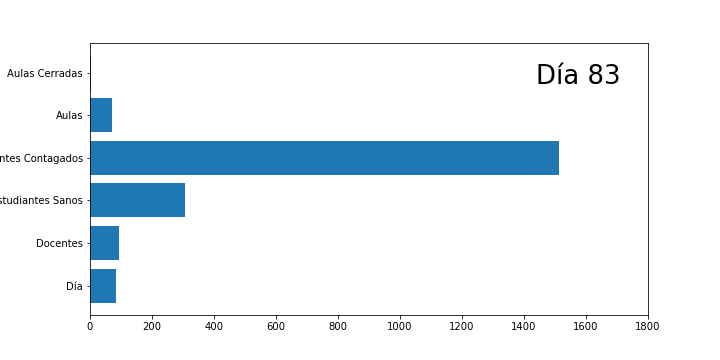 Día 83
Aulas Cerradas
Aulas
ntes Contagados
studiantes Sanos
Docentes
Día
0 200 400 600 800 1000 1200 1400 1600 1800